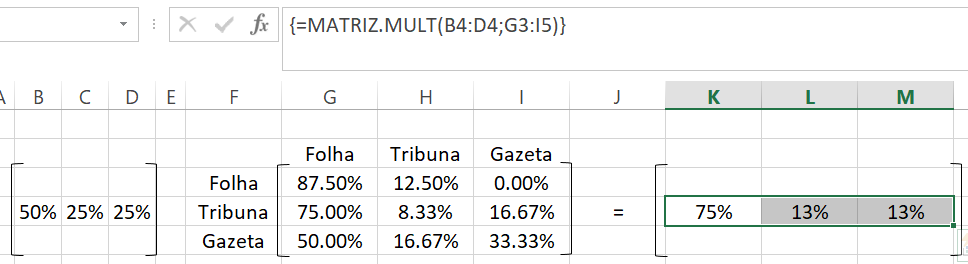 fx {=MATRIZ.MULT(B4:D4;G3:I5)}
A B C D E F G H I J K L M
Folha Tribuna Gazeta
Folha 87.50% 12.50% 0.00%
50% 25% 25% Tribuna 75.00% 8.33% 16.67% = 75% 13% 13%
Gazeta 50.00% 16.67% 33.33%